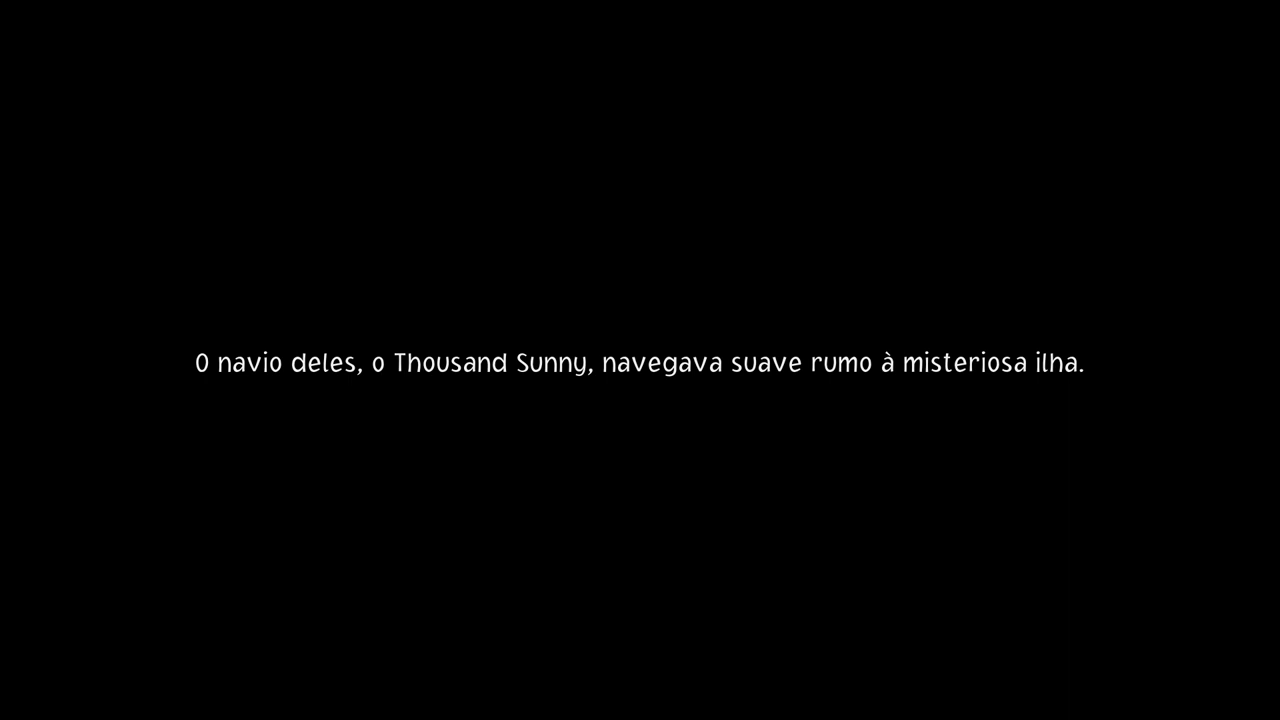 O navio deles, o Thousand Sunny, navegava suave rumo à misteriosa ilha.